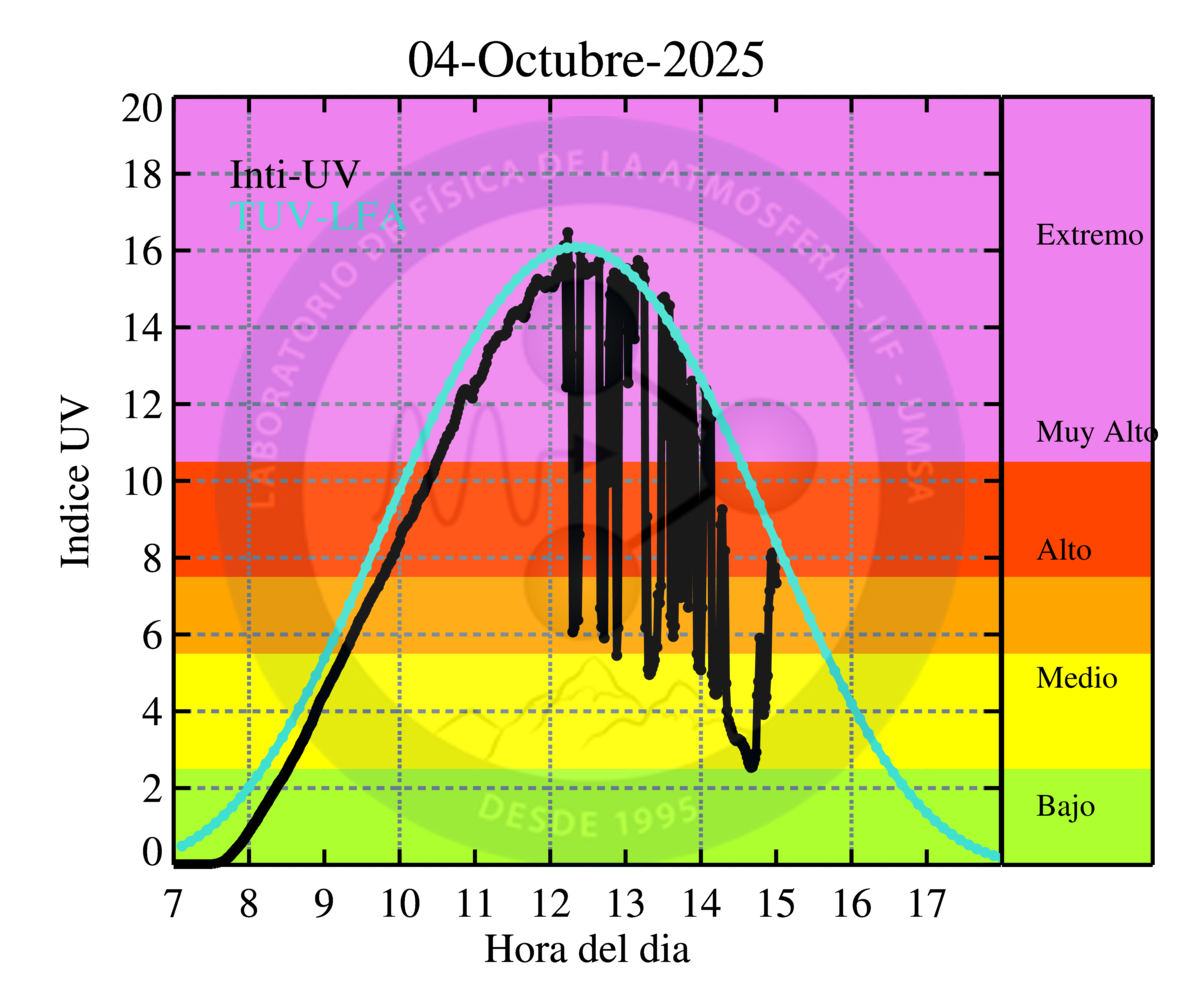 04-Octubre-2025
20
18
16
14
12
10
8
6
4
2
0
Indice UV
Inti-UV
TUV-LFA
LABORATORIO DE FÍSICA DE LA ATMÓSFERA - IIF - UMSA
DESDE 1995
Extremo
Muy Alto
Alto
Medio
Bajo
7 8 9 10 11 12 13 14 15 16 17
Hora del dia